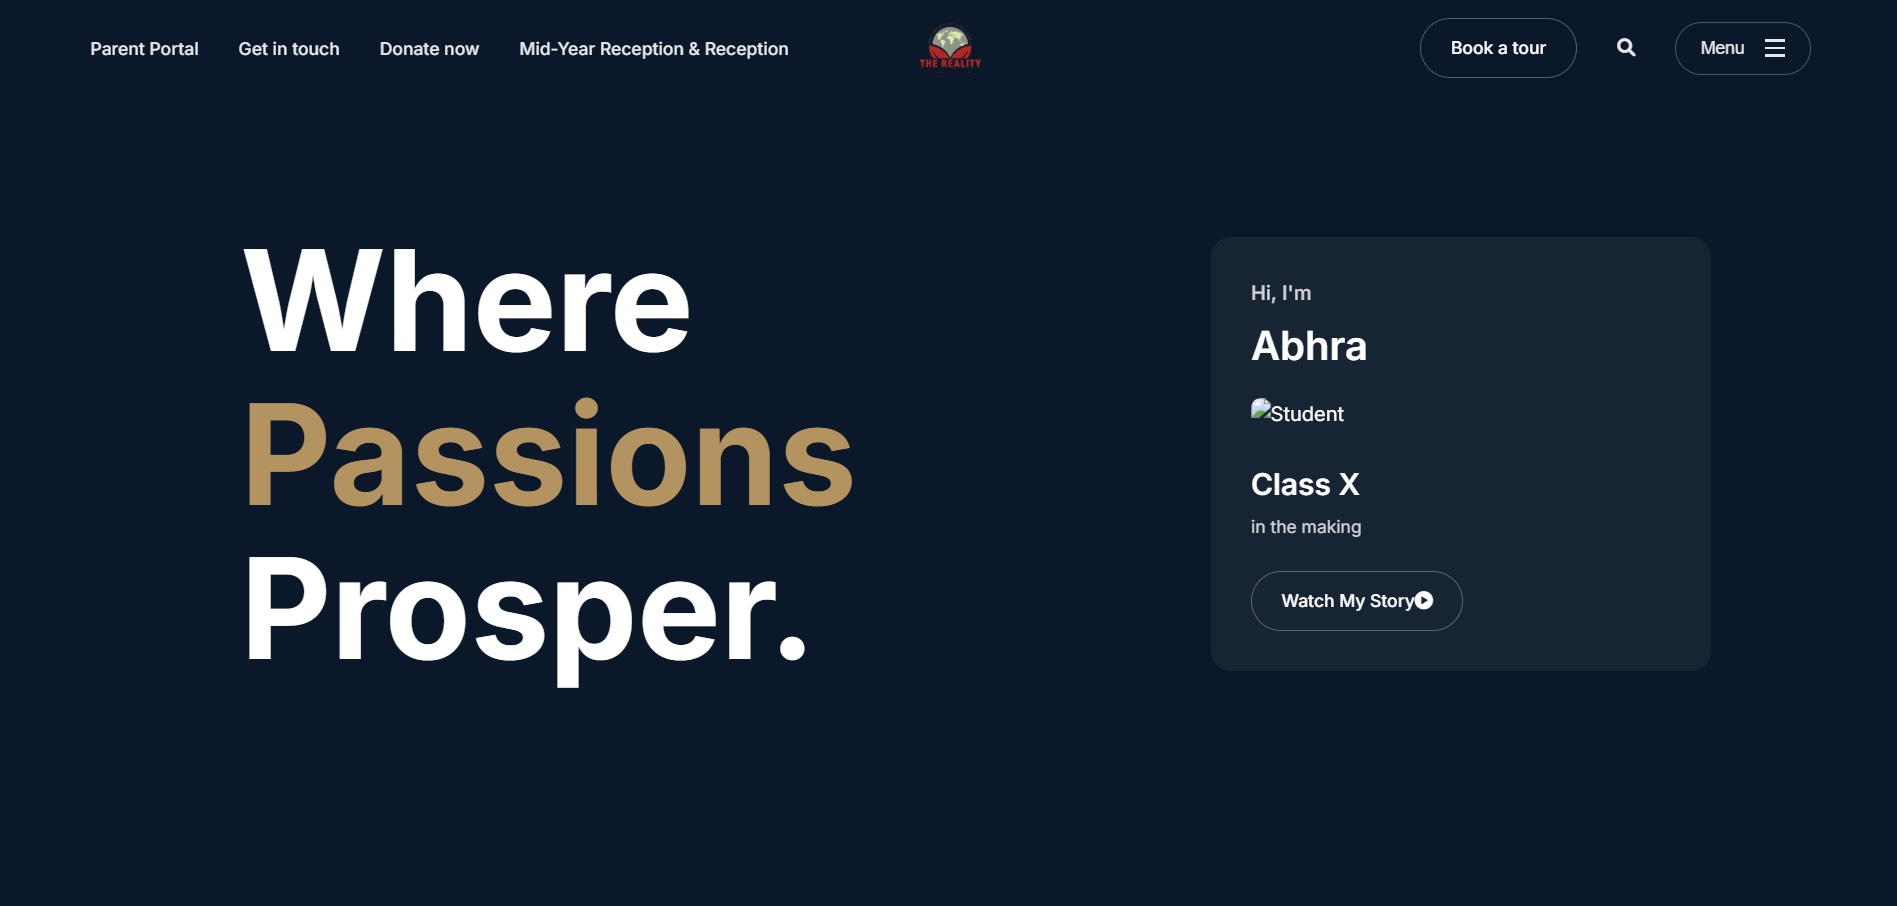 Parent Portal
Get in touch
Donate now
Mid-Year Reception & Reception
THE REALITY
Book a tour
Menu
Where
Passions
Prosper.
Hi, I'm
Abhra
Student
Class X
in the making
Watch My Story